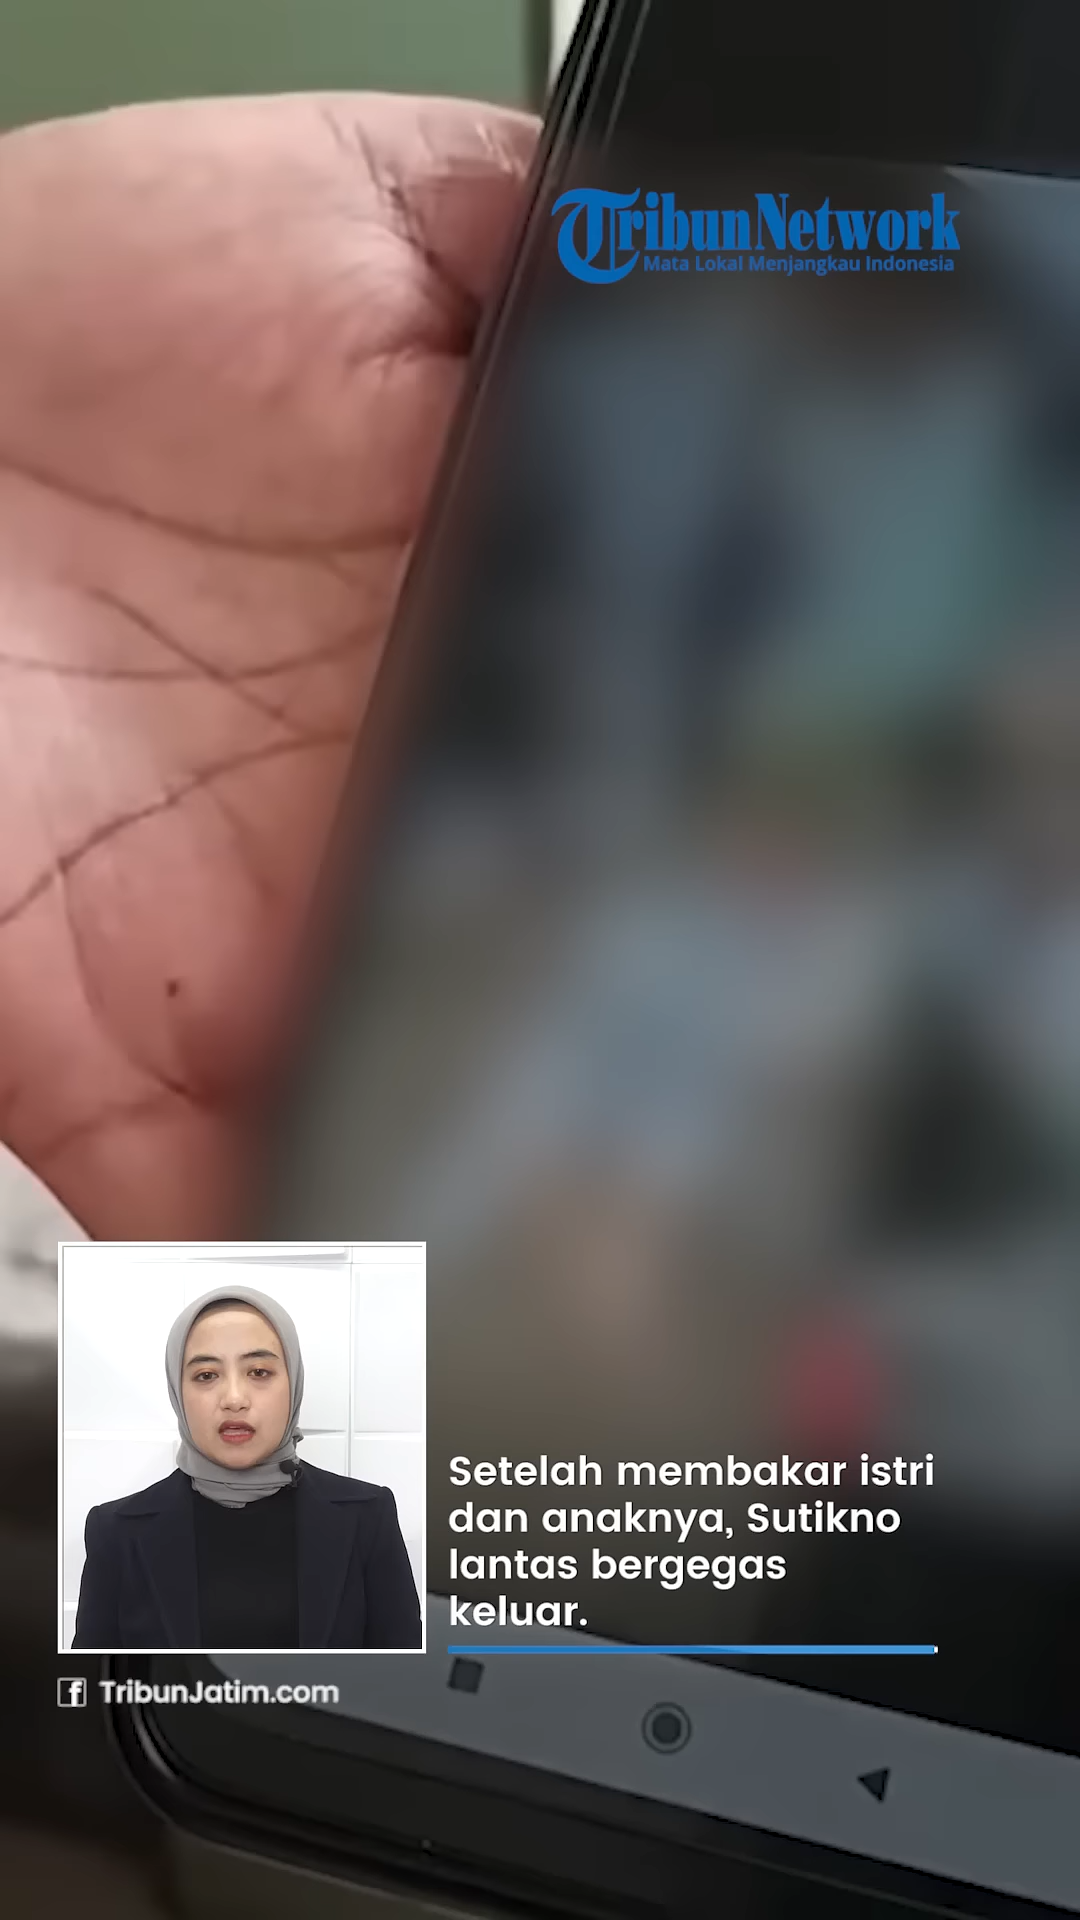 TribunNetwork
Mata Lokal Menjangkau Indonesia
Setelah membakar istri
dan anaknya, Sutikno
lantas bergegas
keluar.
TribunJatim.com